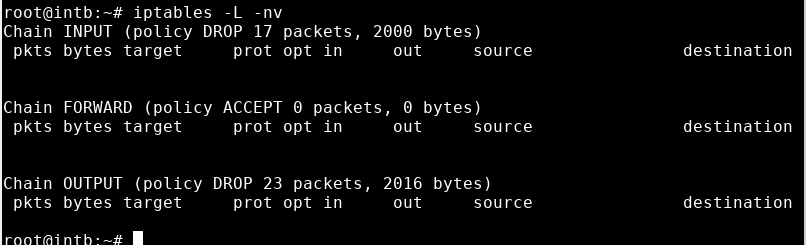 root@intb:~# iptables -L -nv
Chain INPUT (policy DROP 17 packets, 2000 bytes)
 pkts bytes target     prot opt in     out     source               destination
Chain FORWARD (policy ACCEPT 0 packets, 0 bytes)
 pkts bytes target     prot opt in     out     source               destination
Chain OUTPUT (policy DROP 23 packets, 2016 bytes)
 pkts bytes target     prot opt in     out     source               destination
root@intb:~#